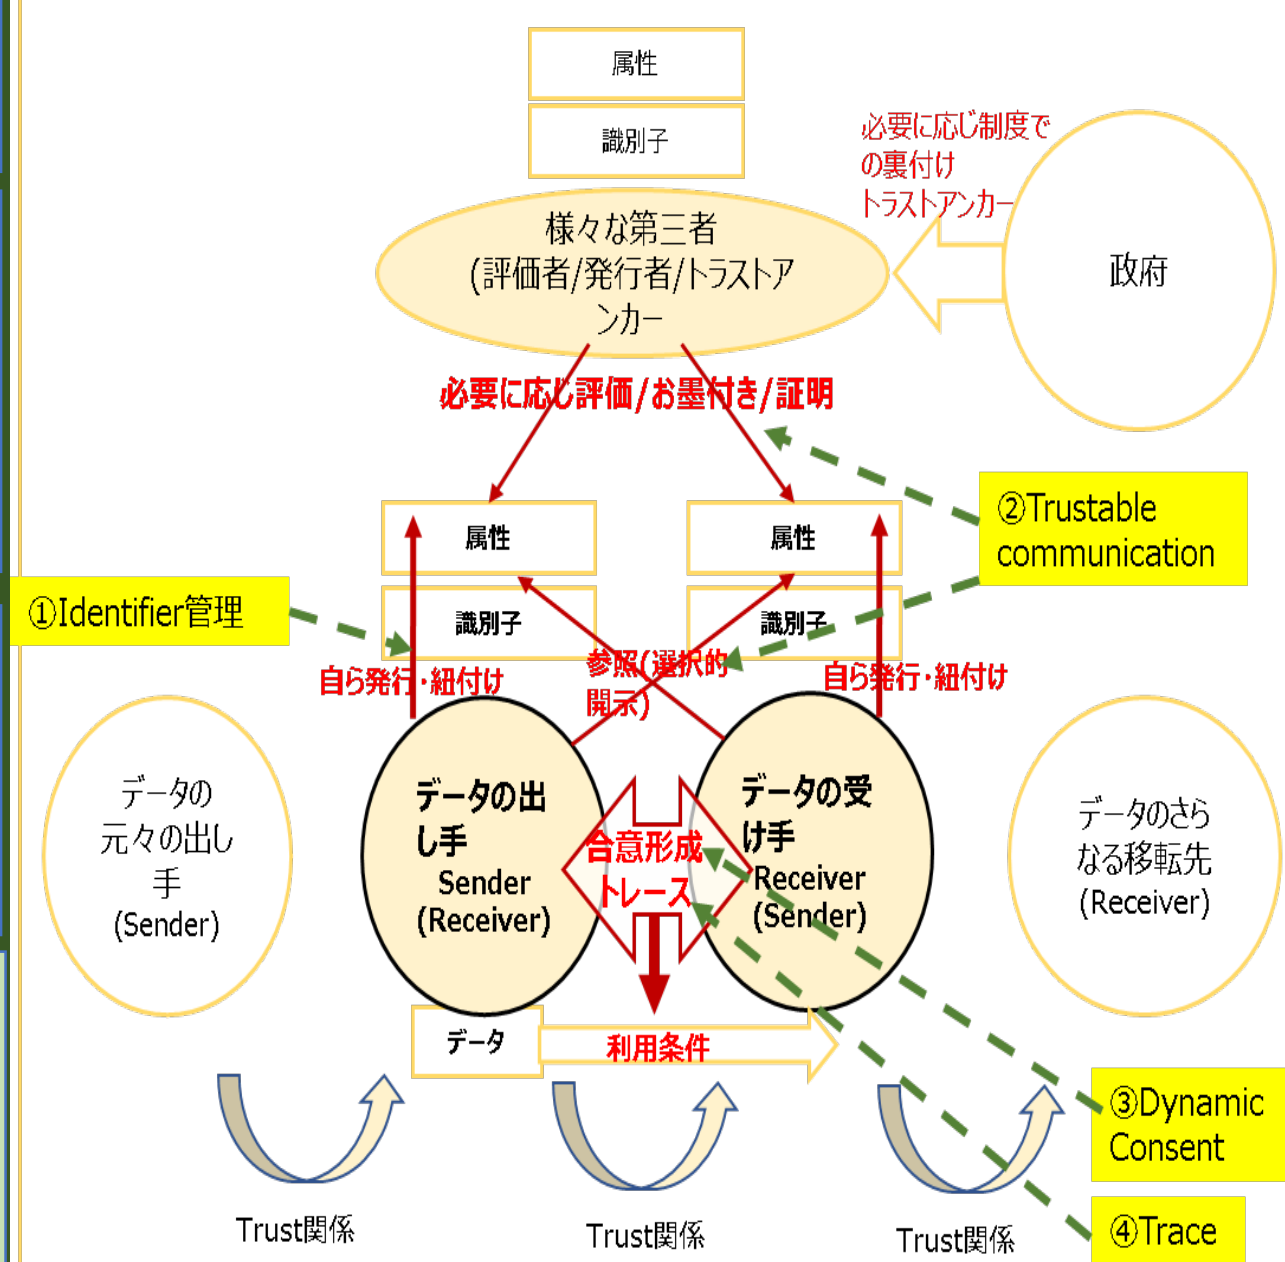 属性
識別子
必要に応じ制度で
の裏付け
トラストアンカー
様々な第三者
(評価者/発行者/トラストア
ンカー
政府
必要に応じ評価/お墨付き/証明
②Trustable
communication
属性
属性
①Identifier管理
識別子
識別子
自ら発行・紐付け
参照(選択的
開示)
自ら発行・紐付け
データの
元々の出し
手
(Sender)
データの出
し手
Sender
(Receiver)
合意形成
トレース
データの受
け手
Receiver
(Sender)
データのさら
なる移転先
(Receiver)
データ
利用条件
③Dynamic
Consent
④Trace
Trust関係
Trust関係
Trust関係